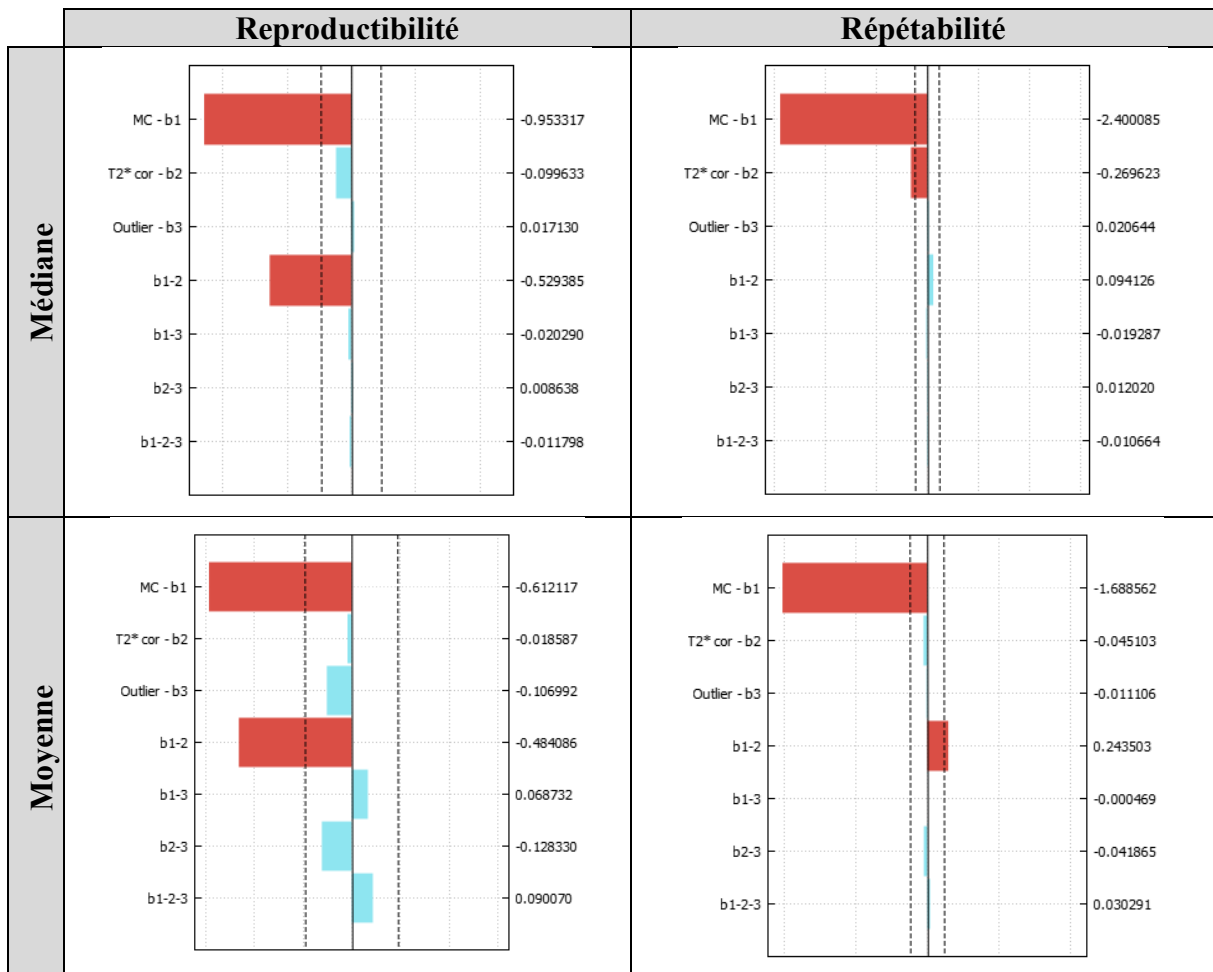 Reproductibilité
Répétabilité
Médiane
MC - b1
-0.953317
T2* cor - b2
-0.099633
Outlier - b3
0.017130
b1-2
-0.529385
b1-3
-0.020290
b2-3
0.008638
b1-2-3
-0.011798
MC - b1
-2.400085
T2* cor - b2
-0.269623
Outlier - b3
0.020644
b1-2
0.094126
b1-3
-0.019287
b2-3
0.012020
b1-2-3
-0.010664
Moyenne
MC - b1
-0.612117
T2* cor - b2
-0.018587
Outlier - b3
-0.106992
b1-2
-0.484086
b1-3
0.068732
b2-3
-0.128330
b1-2-3
0.090070
MC - b1
-1.688562
T2* cor - b2
-0.045103
Outlier - b3
-0.011106
b1-2
0.243503
b1-3
-0.000469
b2-3
-0.041865
b1-2-3
0.030291